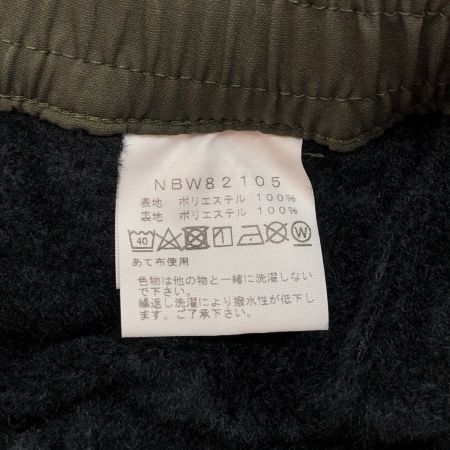 NBW82105
表地 ポリエステル 100%
裏地 ポリエステル 100%
40 W
あて布使用
色物は他の物と一緒に洗濯しない
で下さい。
繰返し洗濯により撥水性が低下し
ます。ご了承下さい。